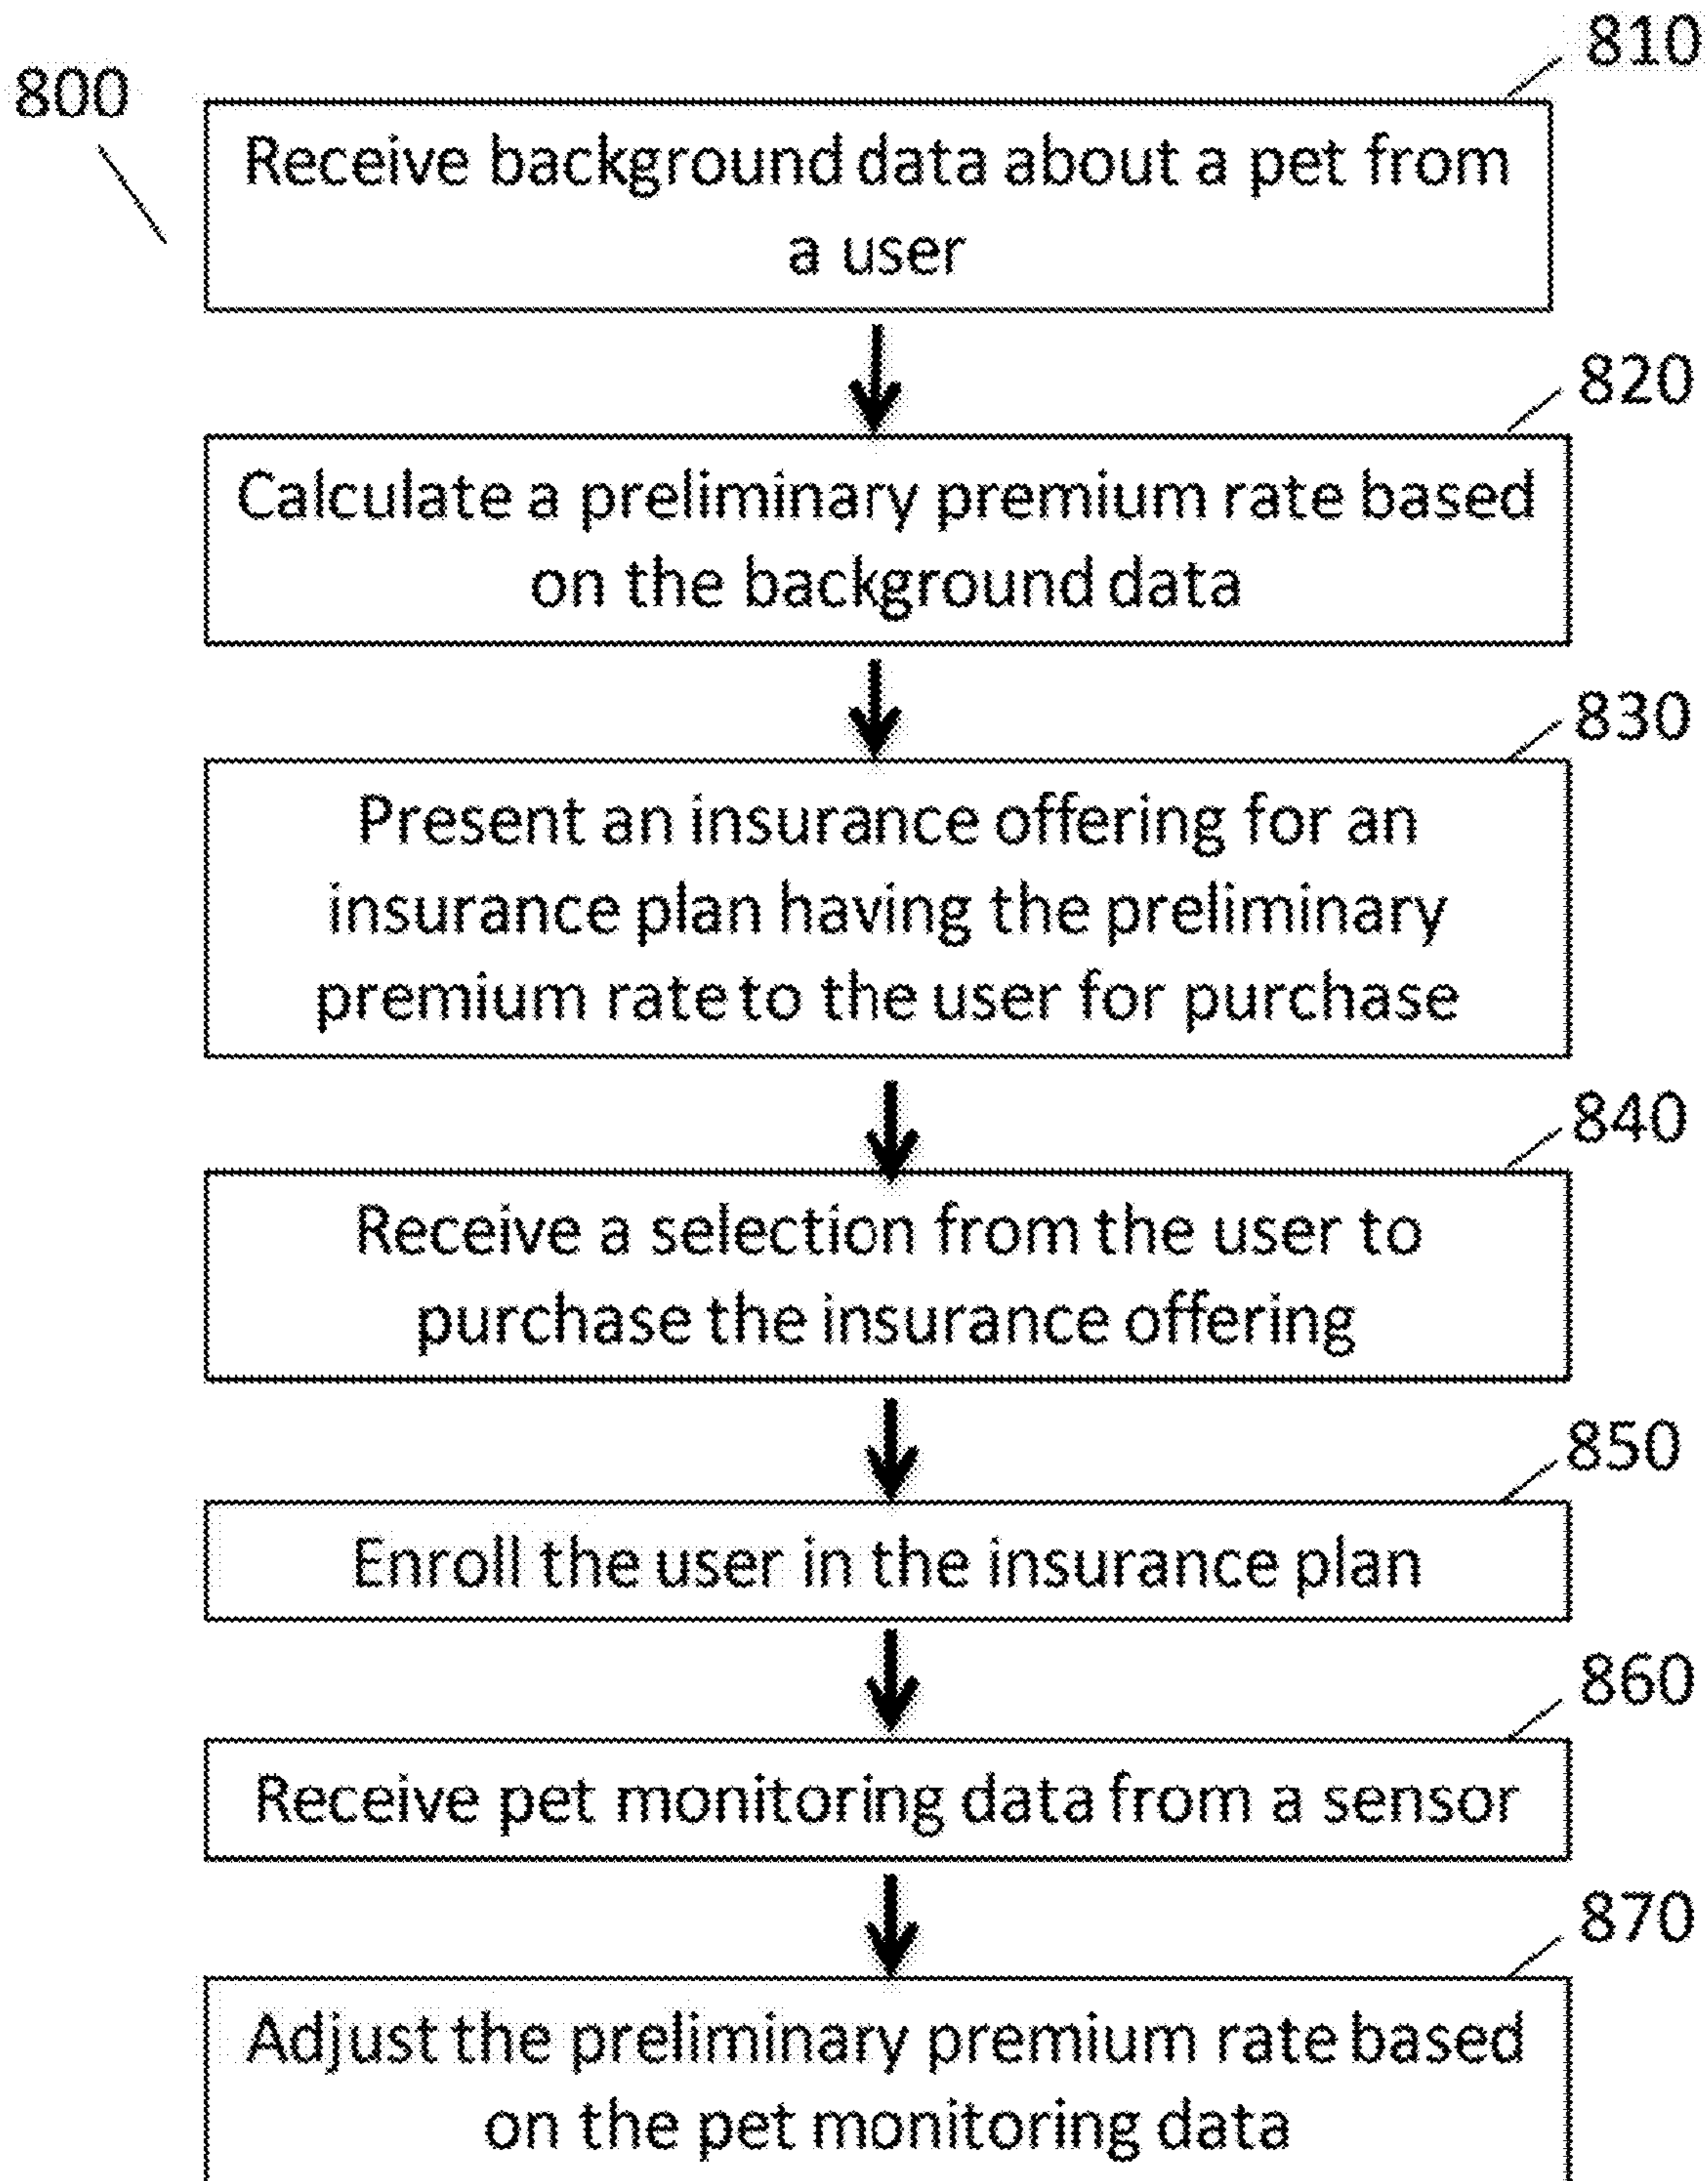 800
810
Receive background data about a pet from
a user
820
Calculate a preliminary premium rate based
on the background data
830
Present an insurance offering for an
insurance plan having the preliminary
premium rate to the user for purchase
840
Receive a selection from the user to
purchase the insurance offering
850
Enroll the user in the insurance plan
860
Receive pet monitoring data from a sensor
870
Adjust the preliminary premium rate based
on the pet monitoring data